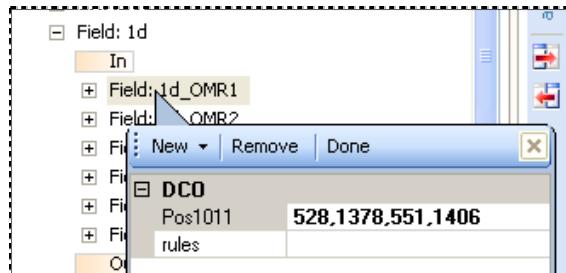 Field: 1d
In
Field: 1d_OMR1
Field: OMR2
New Remove Done
DCO
Pos1011 528,1378,551,1406
rules